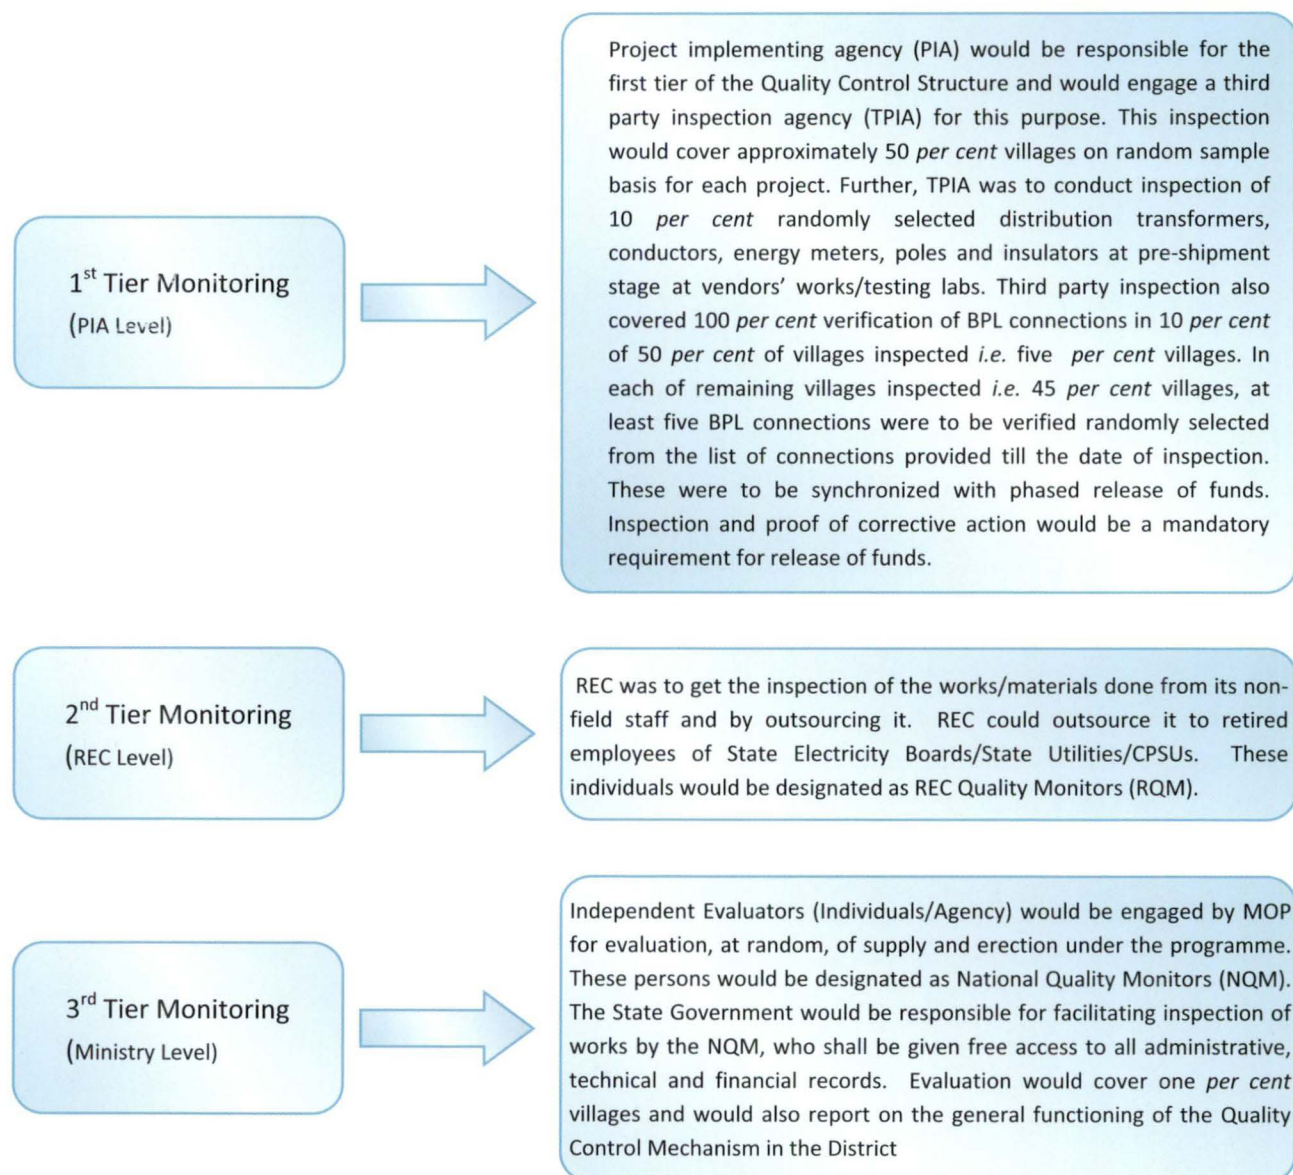 1st Tier Monitoring
(PIA Level)
Project implementing agency (PIA) would be responsible for the
first tier of the Quality Control Structure and would engage a third
party inspection agency (TPIA) for this purpose. This inspection
would cover approximately 50 per cent villages on random sample
basis for each project. Further, TPIA was to conduct inspection of
10 per cent randomly selected distribution transformers,
conductors, energy meters, poles and insulators at pre-shipment
stage at vendors' works/testing labs. Third party inspection also
covered 100 per cent verification of BPL connections in 10 per cent
of 50 per cent of villages inspected i.e. five per cent villages. In
each of remaining villages inspected i.e. 45 per cent villages, at
least five BPL connections were to be verified randomly selected
from the list of connections provided till the date of inspection.
These were to be synchronized with phased release of funds.
Inspection and proof of corrective action would be a mandatory
requirement for release of funds.
2nd Tier Monitoring
(REC Level)
REC was to get the inspection of the works/materials done from its non-
field staff and by outsourcing it. REC could outsource it to retired
employees of State Electricity Boards/State Utilities/CPSUs. These
individuals would be designated as REC Quality Monitors (RQM).
3rd Tier Monitoring
(Ministry Level)
Independent Evaluators (Individuals/Agency) would be engaged by MOP
for evaluation, at random, of supply and erection under the programme.
These persons would be designated as National Quality Monitors (NQM).
The State Government would be responsible for facilitating inspection of
works by the NQM, who shall be given free access to all administrative,
technical and financial records. Evaluation would cover one per cent
villages and would also report on the general functioning of the Quality
Control Mechanism in the District